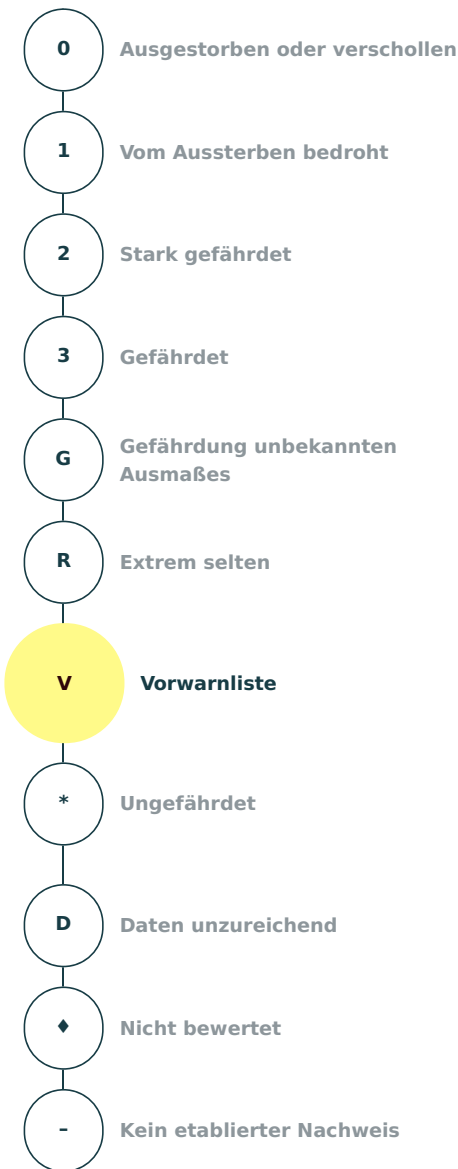 0 Ausgestorben oder verschollen
1 Vom Aussterben bedroht
2 Stark gefährdet
3 Gefährdet
G Gefährdung unbekannten
Ausmaßes
R Extrem selten
V Vorwarnliste
* Ungefährdet
D Daten unzureichend
♦ Nicht bewertet
– Kein etablierter Nachweis